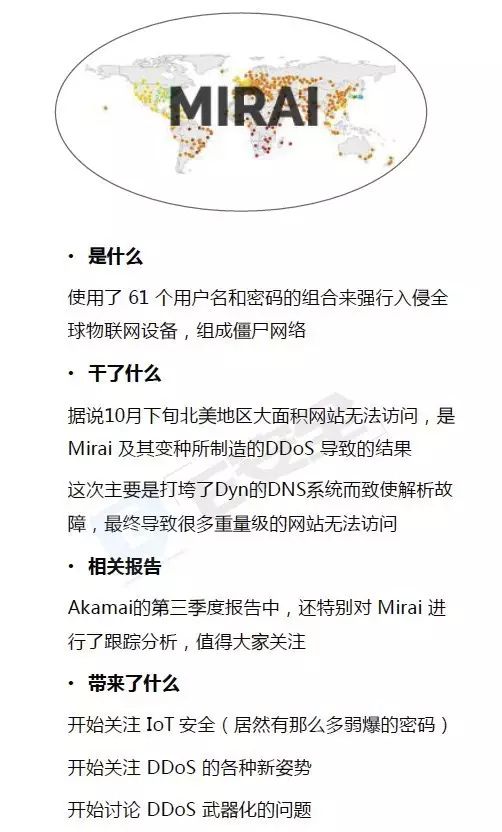 MIRAI
• 是什么
使用了 61 个用户名和密码的组合来强行入侵全
球物联网设备，组成僵尸网络
• 干了什么
据说10月下旬北美地区大面积网站无法访问，是
Mirai 及其变种所制造的DDoS 导致的结果
这次主要是打垮了Dyn的DNS系统而致使解析故
障，最终导致很多重量级的网站无法访问
• 相关报告
Akamai的第三季度报告中，还特别对 Mirai 进
行了跟踪分析，值得大家关注
• 带来了什么
开始关注 IoT 安全（居然有那么多弱爆的密码）
开始关注 DDoS 的各种新姿势
开始讨论 DDoS 武器化的问题